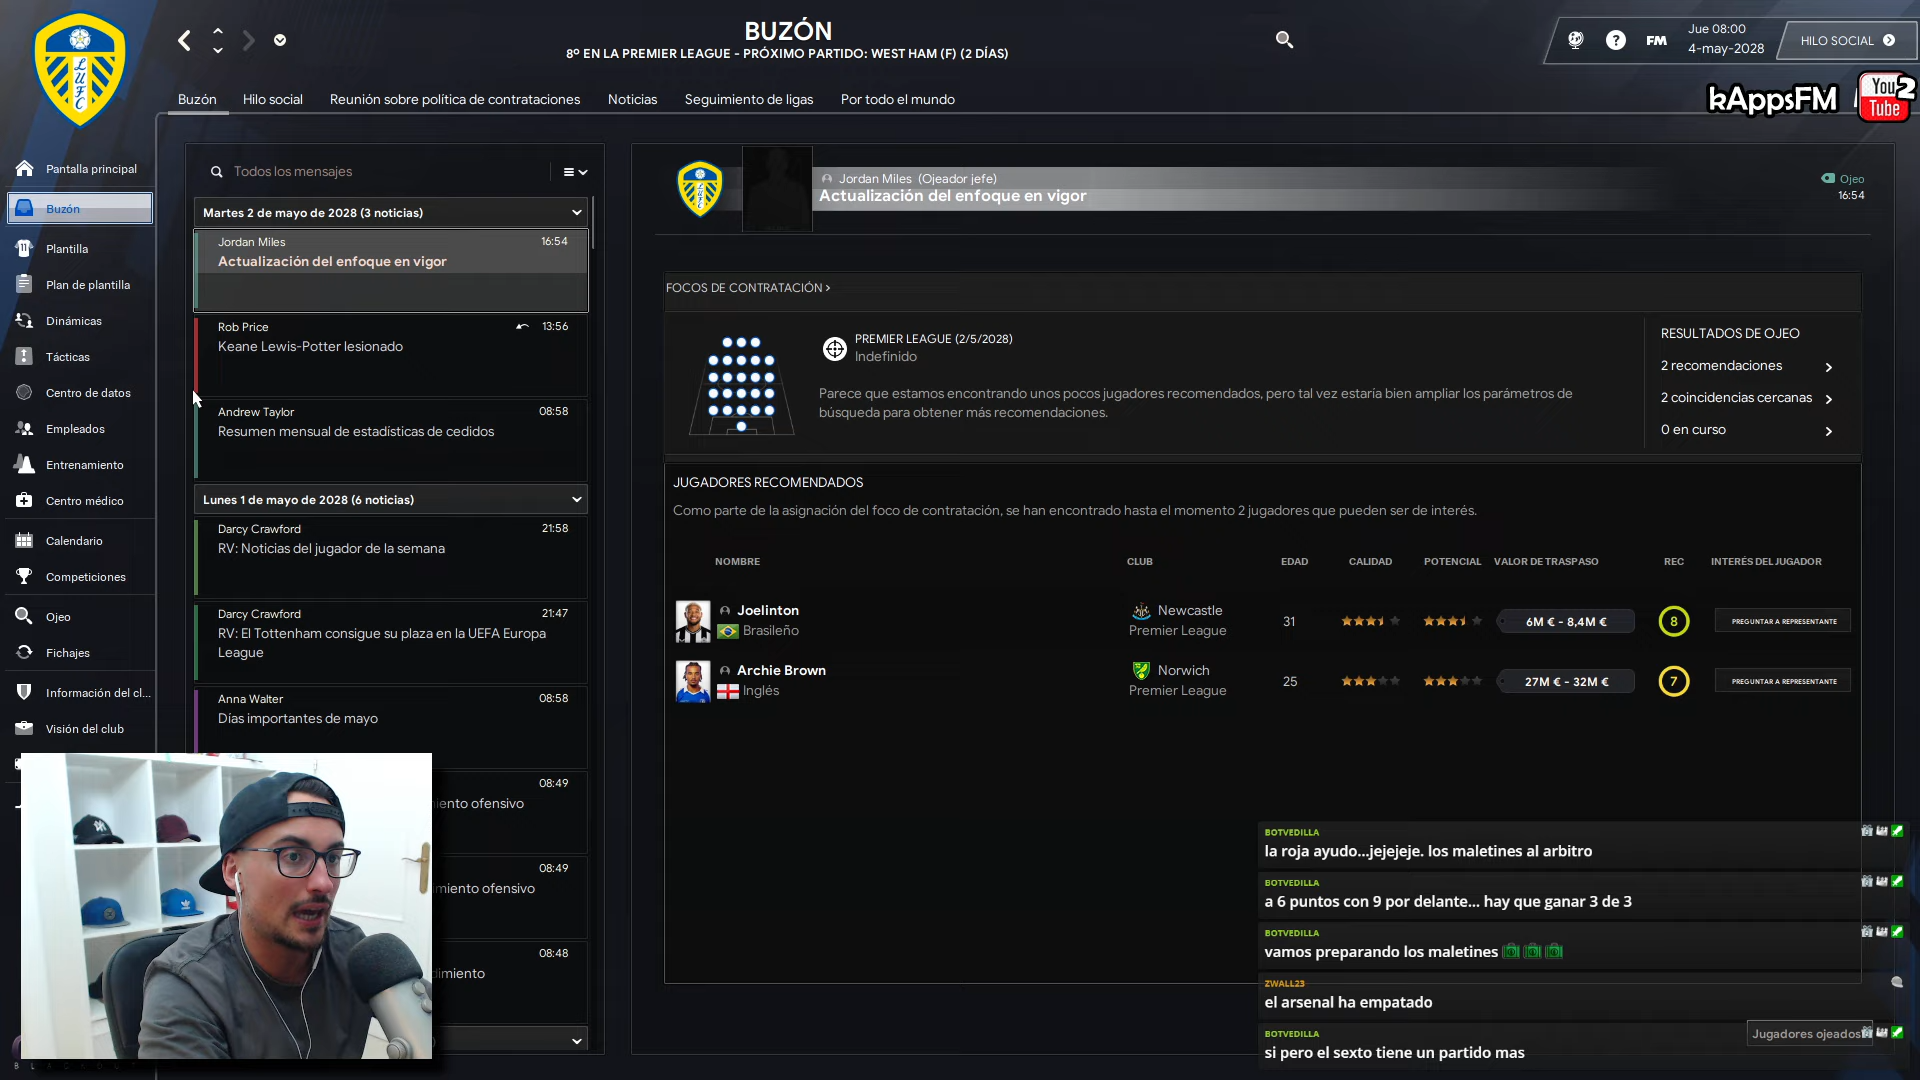 BUZÓN
8º EN LA PREMIER LEAGUE - PRÓXIMO PARTIDO: WEST HAM (F) (2 DÍAS)
FM
Jue 08:00
4-may-2028
HILO SOCIAL
LUFC
Buzón
Hilo social
Reunión sobre política de contrataciones
Noticias
Seguimiento de ligas
Por todo el mundo
kAppsFM
You2
Tube
Pantalla principal
Buzón
Plantilla
Plan de plantilla
Dinámicas
Tácticas
Centro de datos
Empleados
Entrenamiento
Centro médico
Calendario
Competiciones
Ojeo
Fichajes
Información del cl...
Visión del club
Todos los mensajes
Martes 2 de mayo de 2028 (3 noticias)
Jordan Miles 16:54
Actualización del enfoque en vigor
Rob Price 13:56
Keane Lewis-Potter lesionado
Andrew Taylor 08:58
Resumen mensual de estadísticas de cedidos
Lunes 1 de mayo de 2028 (6 noticias)
Darcy Crawford 21:58
RV: Noticias del jugador de la semana
Darcy Crawford 21:47
RV: El Tottenham consigue su plaza en la UEFA Europa
League
Anna Walter 08:58
Días importantes de mayo
08:49
iento ofensivo
08:49
miento ofensivo
08:48
dimiento
Jordan Miles (Ojeador jefe)
Actualización del enfoque en vigor
Ojeo
16:54
FOCOS DE CONTRATACIÓN >
PREMIER LEAGUE (2/5/2028)
Indefinido
Parece que estamos encontrando unos pocos jugadores recomendados, pero tal vez estaría bien ampliar los parámetros de
búsqueda para obtener más recomendaciones.
RESULTADOS DE OJEO
2 recomendaciones
2 coincidencias cercanas
0 en curso
JUGADORES RECOMENDADOS
Como parte de la asignación del foco de contratación, se han encontrado hasta el momento 2 jugadores que pueden ser de interés.
NOMBRE CLUB EDAD CALIDAD POTENCIAL VALOR DE TRASPASO REC INTERÉS DEL JUGADOR
Joelinton Newcastle 31 6M € - 8,4M € 8 PREGUNTAR A REPRESENTANTE
Brasileño Premier League
Archie Brown Norwich 25 27M € - 32M € 7 PREGUNTAR A REPRESENTANTE
Inglés Premier League
BOTVEDILLA
la roja ayudo...jejejeje. los maletines al arbitro
BOTVEDILLA
a 6 puntos con 9 por delante... hay que ganar 3 de 3
BOTVEDILLA
vamos preparando los maletines
ZWALL23
el arsenal ha empatado
BOTVEDILLA
si pero el sexto tiene un partido mas
Jugadores ojeados